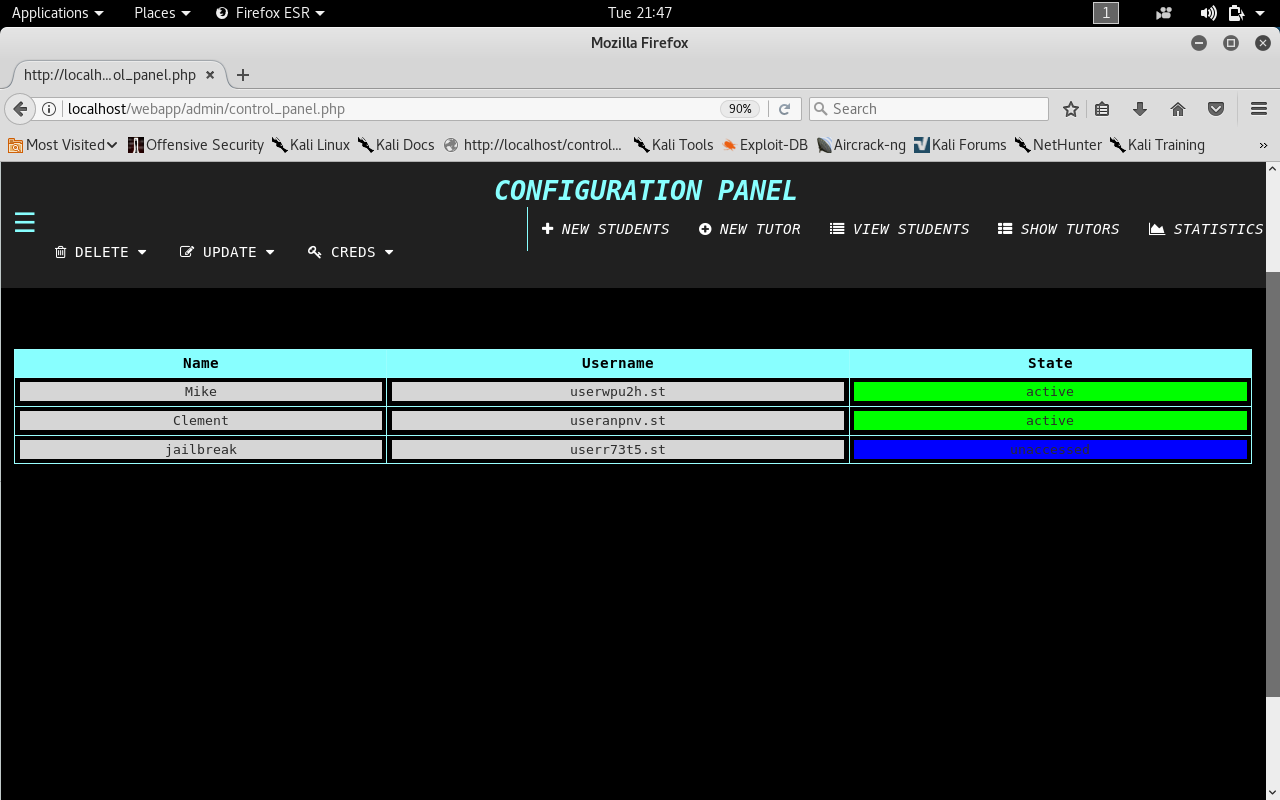 Applications Places Firefox ESR Tue 21:47 1
Mozilla Firefox
http://localh...ol_panel.php
localhost/webapp/admin/control_panel.php 90% Search
Most Visited Offensive Security Kali Linux Kali Docs http://localhost/control... Kali Tools Exploit-DB Aircrack-ng Kali Forums NetHunter Kali Training »
CONFIGURATION PANEL
NEW STUDENTS NEW TUTOR VIEW STUDENTS SHOW TUTORS STATISTICS
DELETE UPDATE CREDS
Name Username State
Mike userwpu2h.st active
Clement useranpnv.st active
jailbreak userr73t5.st unaccessed